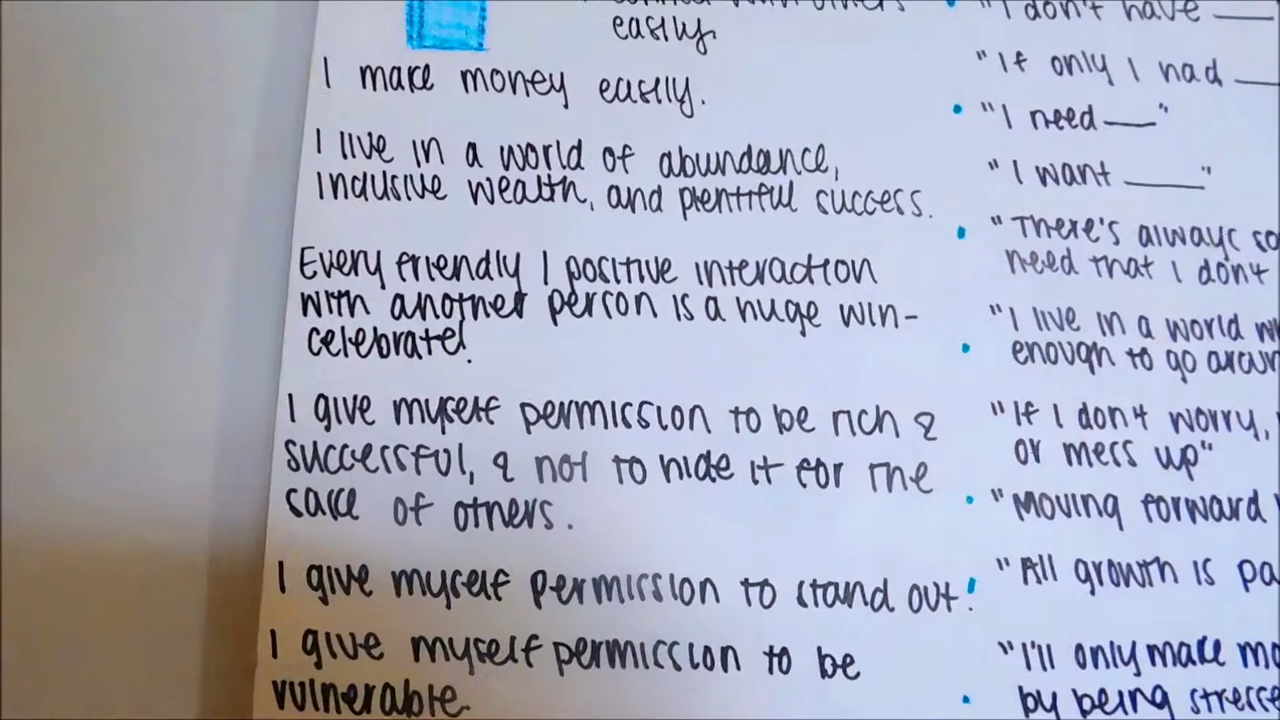 easily.
I make money easily.
I live in a world of abundance,
inclusive wealth, and plentiful success.
Every friendly / positive interaction
with another person is a huge win-
celebrate!
I give myself permission to be rich &
successful, & not to hide it for the
sake of others.
I give myself permission to stand out!
I give myself permission to be
vulnerable.
"I don't have ___
"If only I had ___
"I need ___"
"I want ___"
"There's always
need that I don't
"I live in a world
enough to go
"If I don't worry,
or mess up"
"Moving forward
"All growth is
"I'll only make
by being